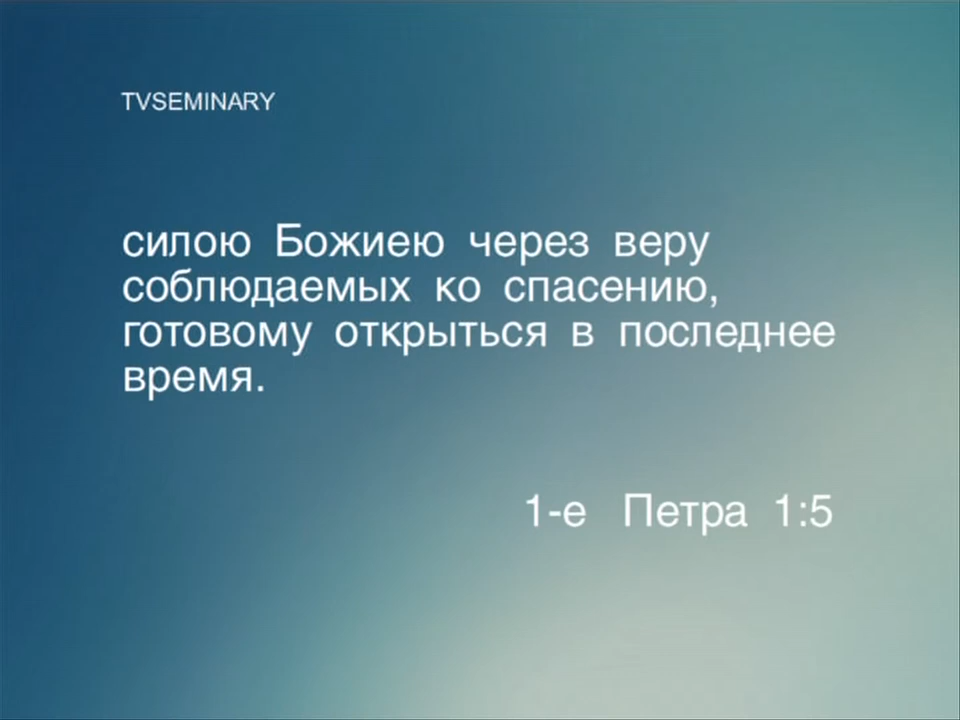 TVSEMINARY
силою Божиею через веру
соблюдаемых ко спасению,
готовому открыться в последнее
время.
1-е Петра 1:5